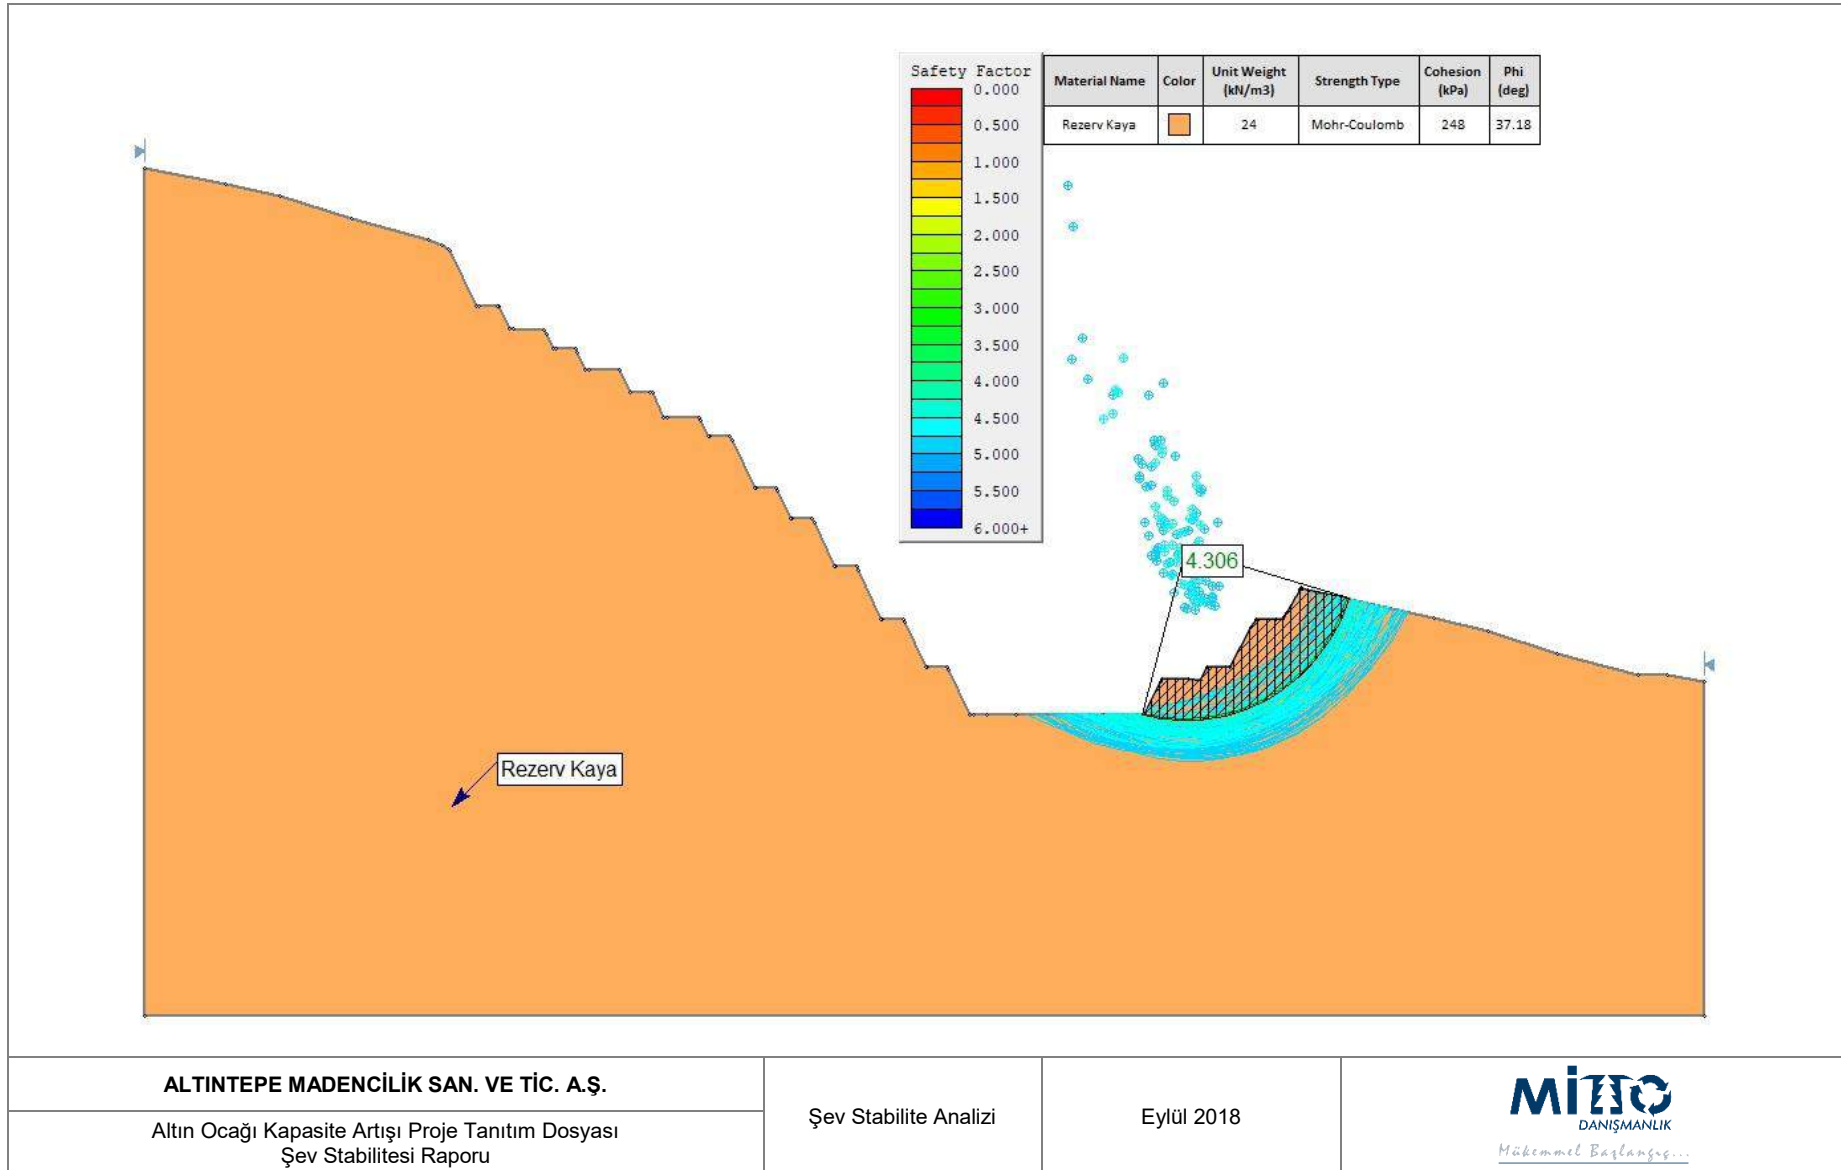 Safety Factor
0.000
0.500
1.000
1.500
2.000
2.500
3.000
3.500
4.000
4.500
5.000
5.500
6.000+
Material Name Color Unit Weight (kN/m3) Strength Type Cohesion (kPa) Phi (deg)
Rezerv Kaya 24 Mohr-Coulomb 248 37.18
4.306
Rezerv Kaya
ALTINTEPE MADENCİLİK SAN. VE TİC. A.Ş.
Altın Ocağı Kapasite Artışı Proje Tanıtım Dosyası
Şev Stabilitesi Raporu
Şev Stabilite Analizi
Eylül 2018
MiTTO
DANIŞMANLIK
Mükemmel Başlangıç...